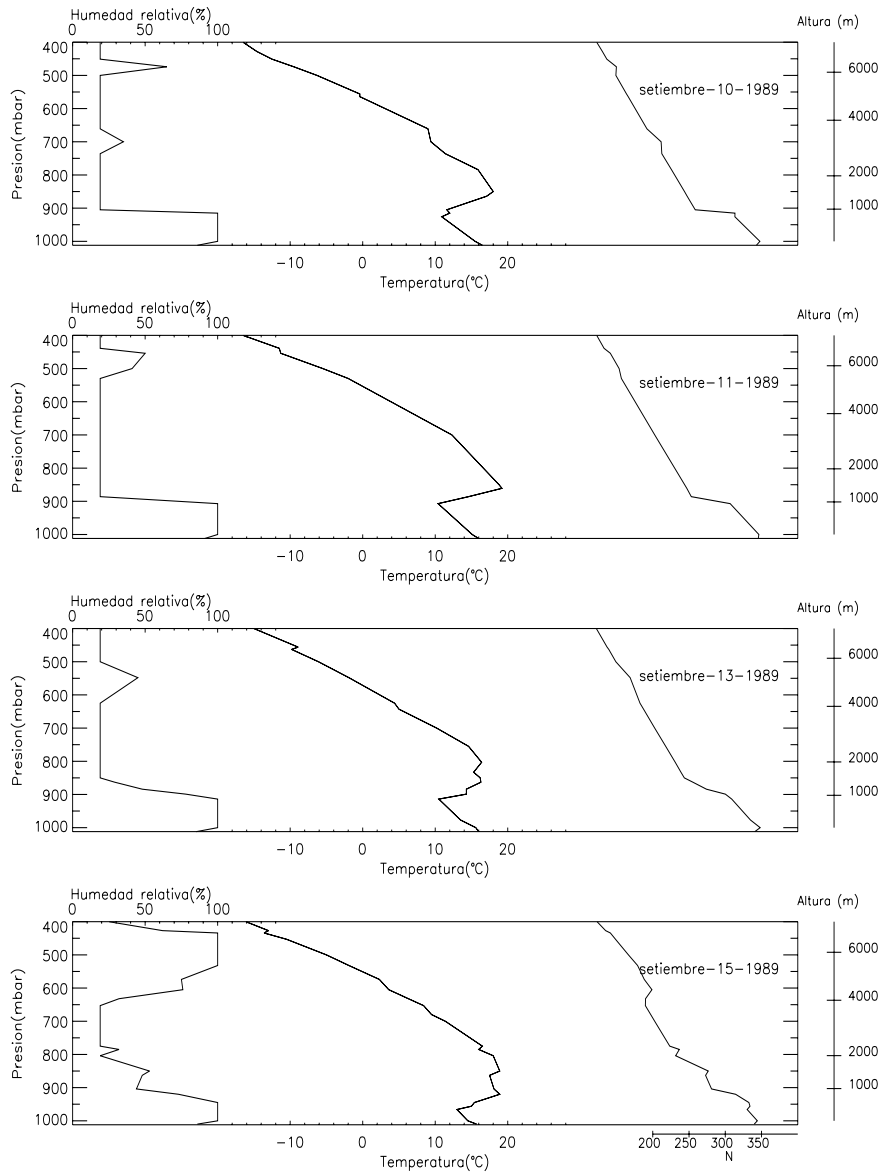 Humedad relativa(%)
0 50 100
Altura (m)
400
500
600
700
800
900
1000
Presion(mbar)
setiembre-10-1989
6000
4000
2000
1000
-10 0 10 20
Temperatura(°C)
Humedad relativa(%)
0 50 100
Altura (m)
400
500
600
700
800
900
1000
Presion(mbar)
setiembre-11-1989
6000
4000
2000
1000
-10 0 10 20
Temperatura(°C)
Humedad relativa(%)
0 50 100
Altura (m)
400
500
600
700
800
900
1000
Presion(mbar)
setiembre-13-1989
6000
4000
2000
1000
-10 0 10 20
Temperatura(°C)
Humedad relativa(%)
0 50 100
Altura (m)
400
500
600
700
800
900
1000
Presion(mbar)
setiembre-15-1989
6000
4000
2000
1000
-10 0 10 20
Temperatura(°C)
200 250 300 350
N